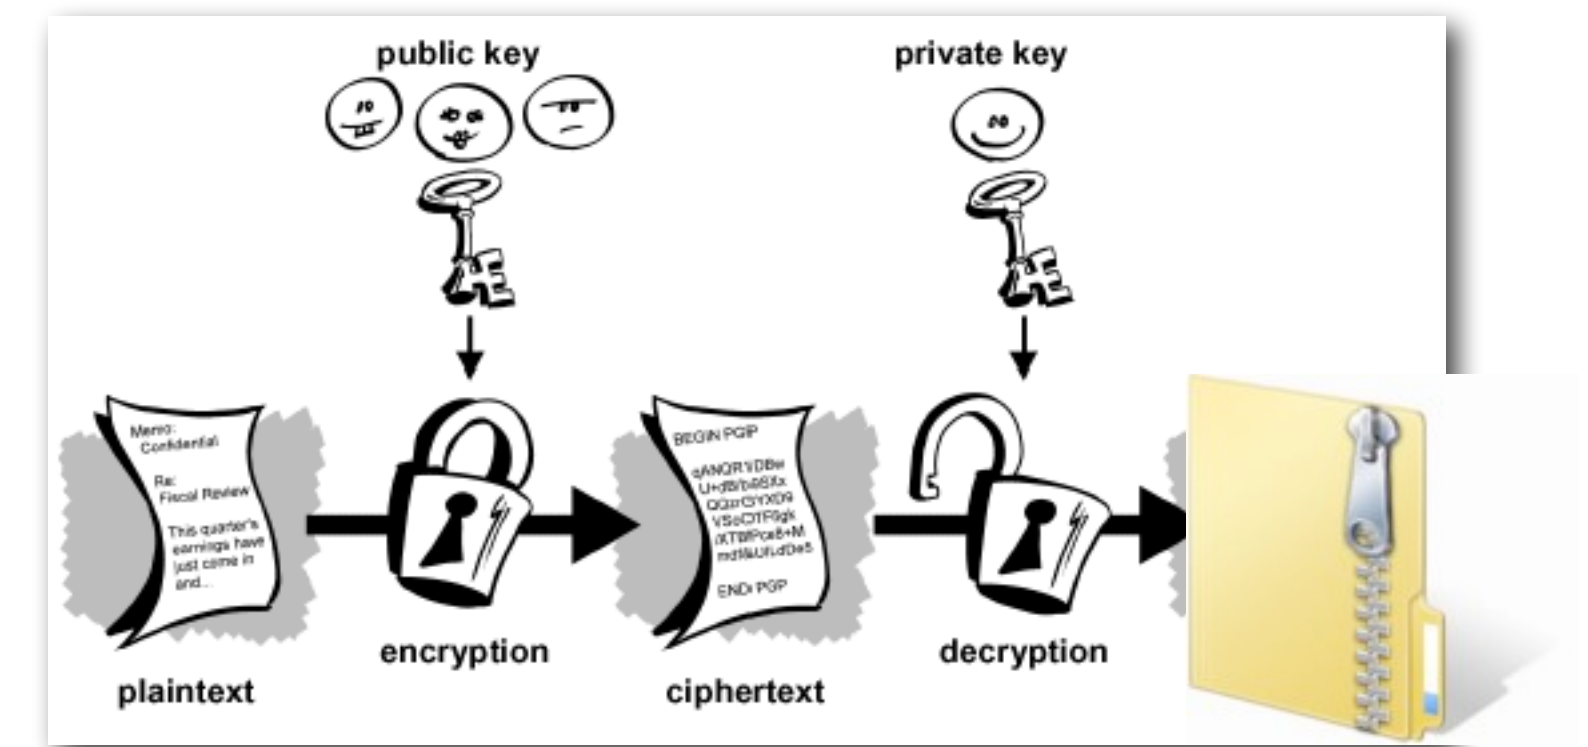 public key
private key
Memo:
Confidential
Re:
Fiscal Review
This quarter's
earnings have
just come in
and...
BEGIN PGP
END PGP
encryption
decryption
plaintext
ciphertext